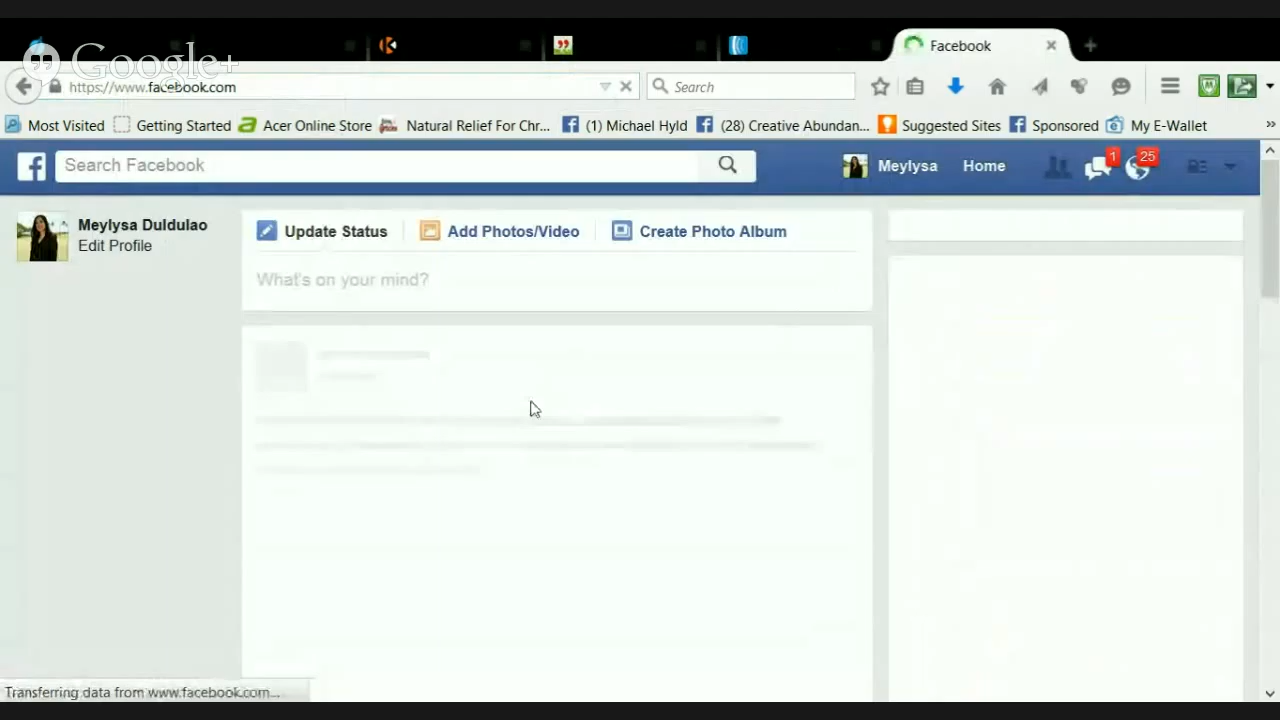 Google+
Facebook
https://www.facebook.com
Search
Most Visited
Getting Started
Acer Online Store
Natural Relief For Chr...
(1) Michael Hyld
(28) Creative Abundan...
Suggested Sites
Sponsored
My E-Wallet
Search Facebook
Meylysa
Home
1
25
Meylysa Duldulao
Edit Profile
Update Status
Add Photos/Video
Create Photo Album
What's on your mind?
Transferring data from www.facebook.com...